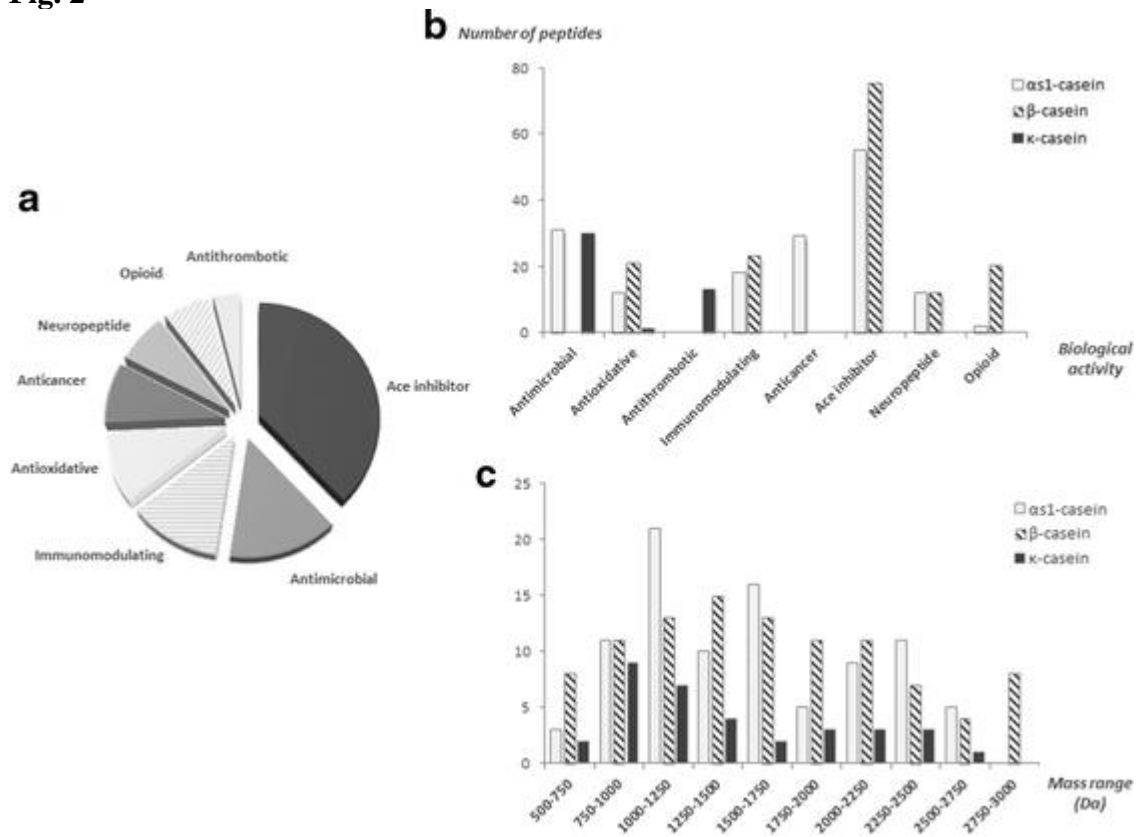 Fig. 2
b Number of peptides
80
60
40
20
0
αs1-casein
β-casein
κ-casein
Antimicrobial
Antioxidative
Antithrombotic
Immunomodulating
Anticancer
Ace inhibitor
Neuropeptide
Opioid
Biological
activity
a
Antithrombotic
Opioid
Neuropeptide
Anticancer
Antioxidative
Immunomodulating
Antimicrobial
Ace inhibitor
c
25
20
15
10
5
0
αs1-casein
β-casein
κ-casein
500-750
750-1000
1000-1250
1250-1500
1500-1750
1750-2000
2000-2250
2250-2500
2500-2750
2750-3000
Mass range
(Da)